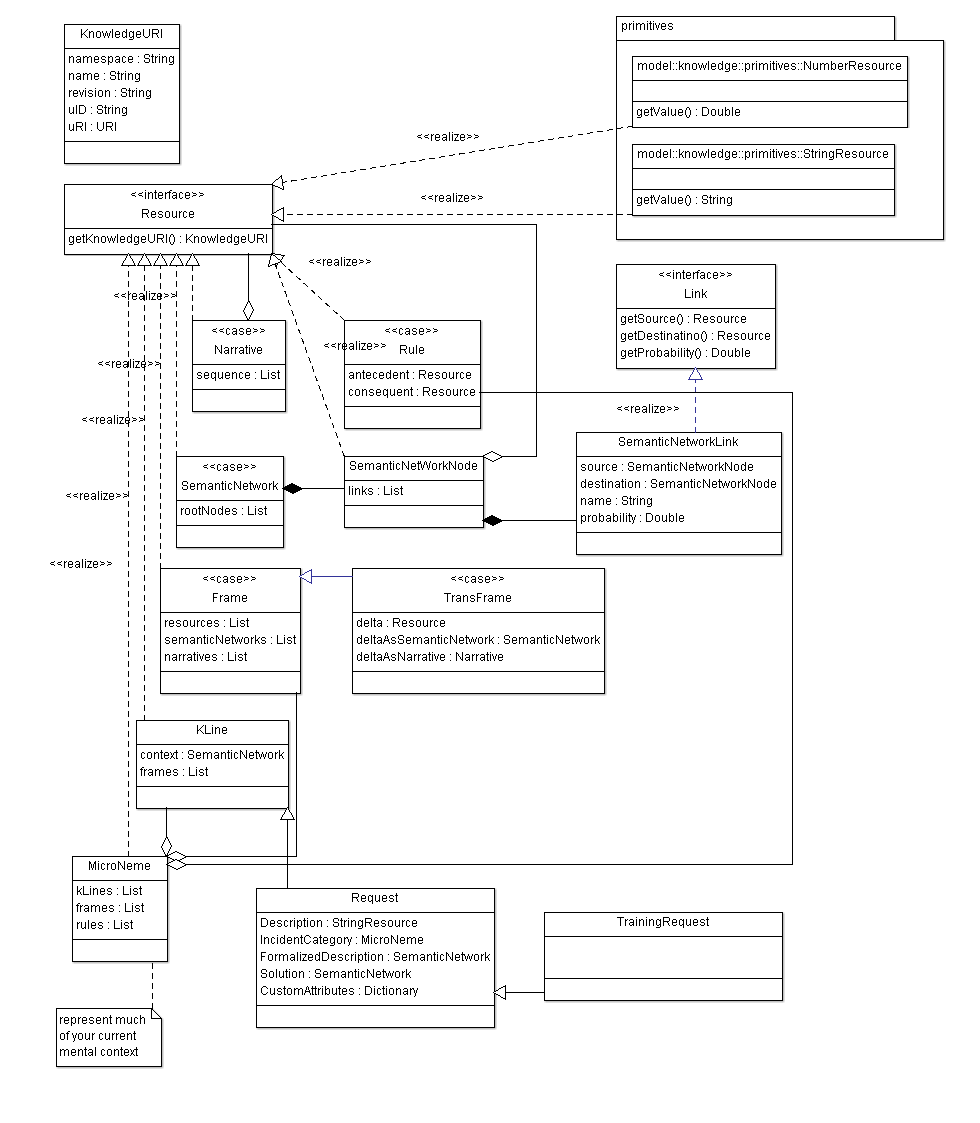 KnowledgeURI
namespace : String
name : String
revision : String
uID : String
uRI : URI
primitives
model::knowledge::primitives::NumberResource
getValue() : Double
<<realize>>
model::knowledge::primitives::StringResource
getValue() : String
<<realize>>
<<interface>>
Resource
getKnowledgeURI() : KnowledgeURI
<<realize>>
<<interface>>
Link
getSource() : Resource
getDestinatino() : Resource
getProbability() : Double
<<realize>>
<<case>>
Narrative
sequence : List
<<case>>
Rule
<<realize>>
antecedent : Resource
consequent : Resource
<<realize>>
<<realize>>
<<realize>>
SemanticNetworkLink
source : SemanticNetworkNode
destination : SemanticNetworkNode
name : String
probability : Double
<<case>>
SemanticNetwork
rootNodes : List
SemanticNetWorkNode
links : List
<<realize>>
<<realize>>
<<case>>
Frame
resources : List
semanticNetworks : List
narratives : List
<<case>>
TransFrame
delta : Resource
deltaAsSemanticNetwork : SemanticNetwork
deltaAsNarrative : Narrative
KLine
context : SemanticNetwork
frames : List
MicroNeme
kLines : List
frames : List
rules : List
Request
Description : StringResource
IncidentCategory : MicroNeme
FormalizedDescription : SemanticNetwork
Solution : SemanticNetwork
CustomAttributes : Dictionary
TrainingRequest
represent much
of your current
mental context